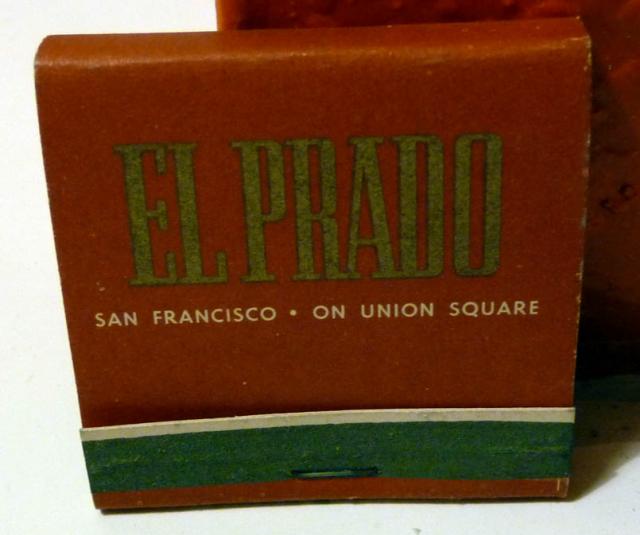 EL PRADO
SAN FRANCISCO • ON UNION SQUARE